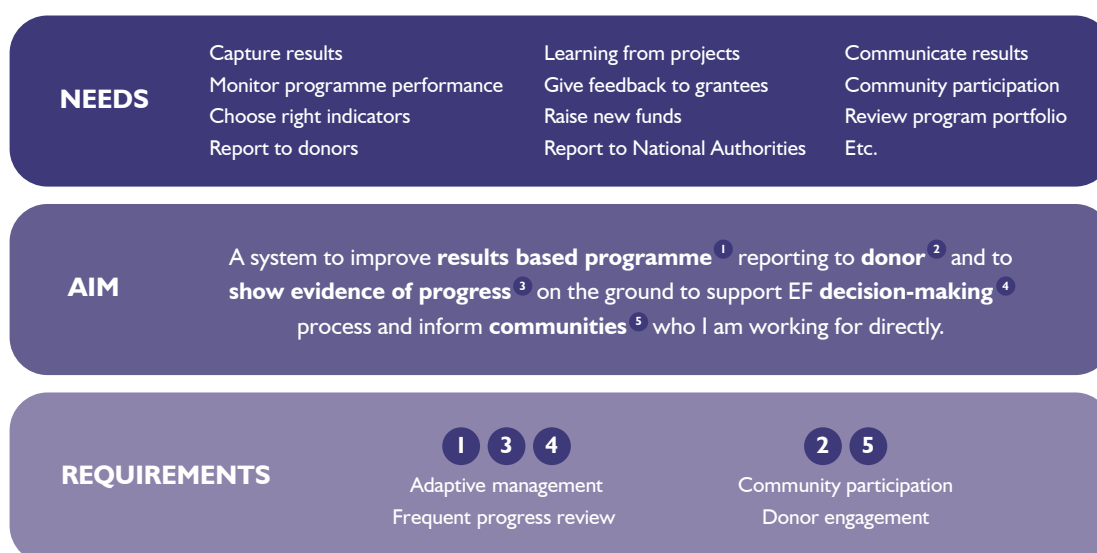 NEEDS
Capture results
Monitor programme performance
Choose right indicators
Report to donors
Learning from projects
Give feedback to grantees
Raise new funds
Report to National Authorities
Communicate results
Community participation
Review program portfolio
Etc.
AIM
A system to improve results based programme 1 reporting to donor 2 and to
show evidence of progress 3 on the ground to support EF decision-making 4
process and inform communities 5 who I am working for directly.
REQUIREMENTS
1 3 4
Adaptive management
Frequent progress review
2 5
Community participation
Donor engagement